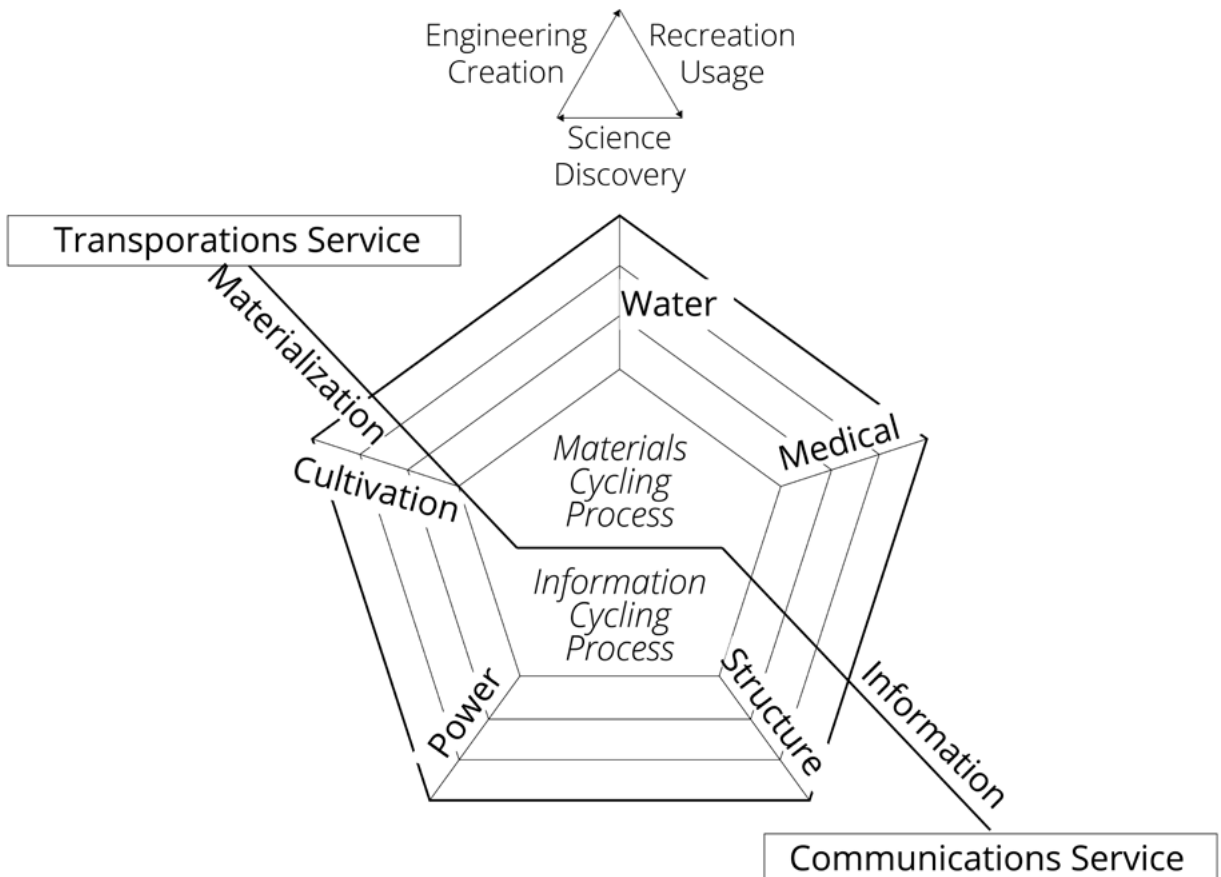 Engineering
Creation
Recreation
Usage
Science
Discovery
Transporations Service
Materialization
Water
Medical
Cultivation
Materials
Cycling
Process
Information
Cycling
Process
Power
Structure
Information
Communications Service